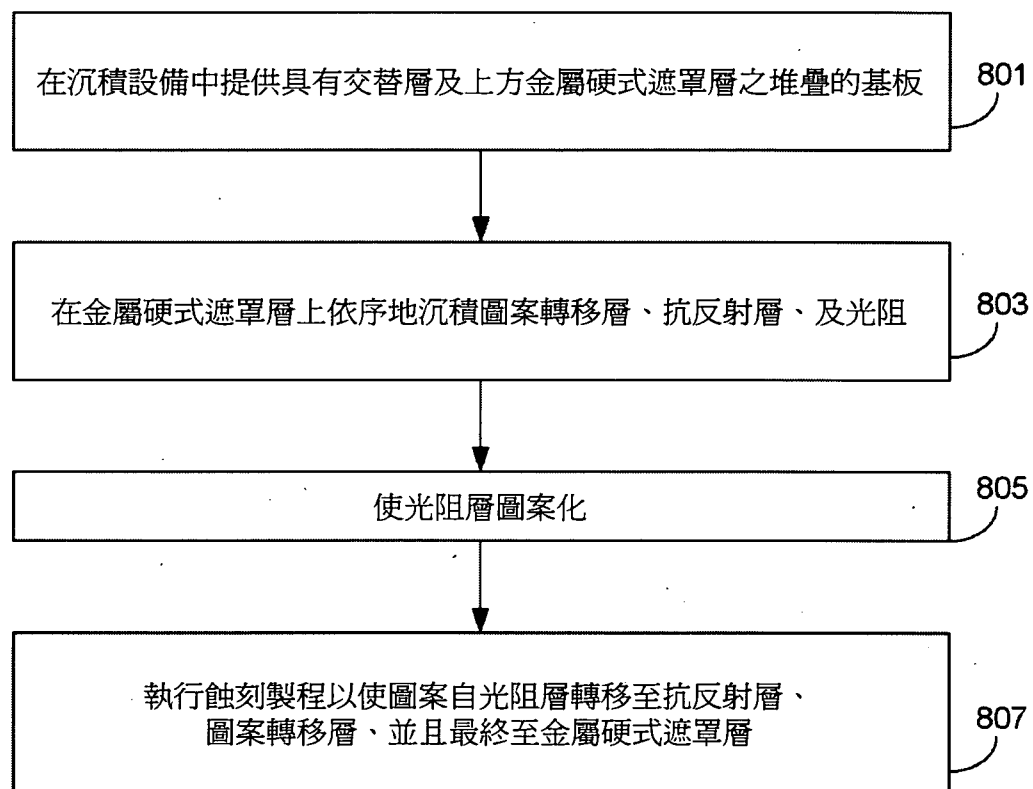 在沉積設備中提供具有交替層及上方金屬硬式遮罩層之堆疊的基板
801
在金屬硬式遮罩層上依序地沉積圖案轉移層、抗反射層、及光阻
803
使光阻層圖案化
805
執行蝕刻製程以使圖案自光阻層轉移至抗反射層、
圖案轉移層、並且最終至金屬硬式遮罩層
807